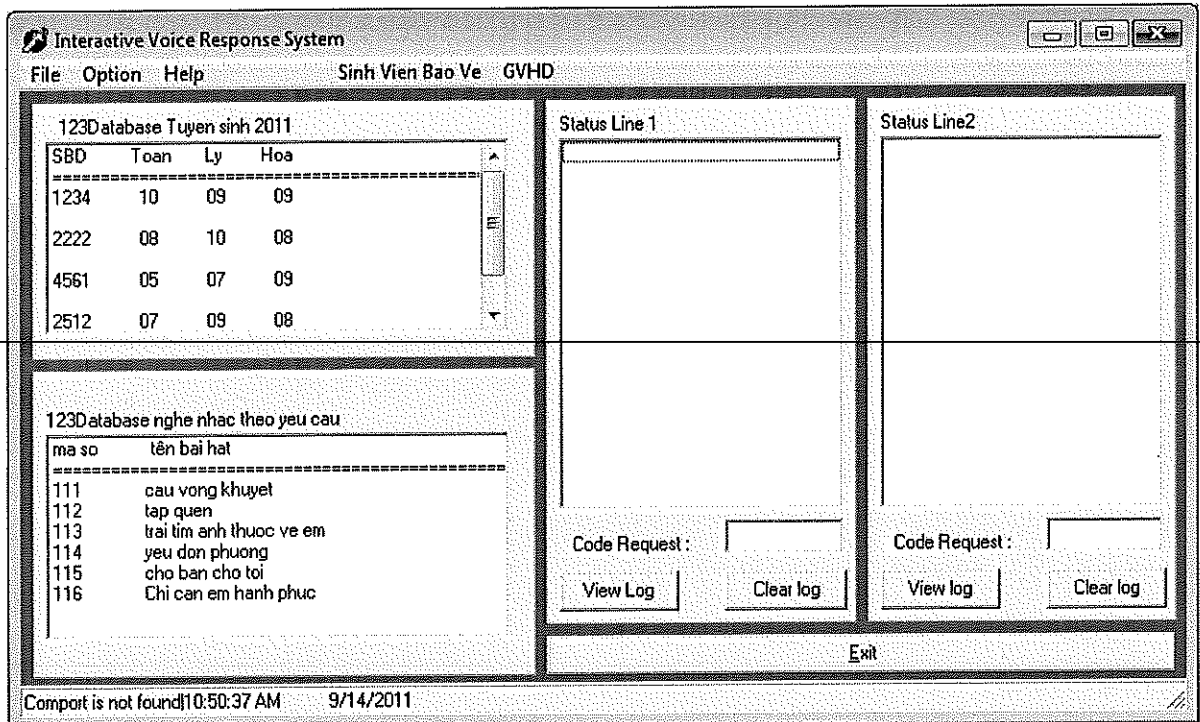 Interactive Voice Response System
File Option Help Sinh Vien Bao Ve GVHD
123Database Tuyen sinh 2011
SBD Toan Ly Hoa
==================================================
1234 10 09 09
2222 08 10 08
4561 05 07 09
2512 07 09 08
123Database nghe nhac theo yeu cau
ma so tên bai hat
==================================================
111 cau vong khuyet
112 tap quen
113 trai tim anh thuoc ve em
114 yeu don phuong
115 cho ban cho toi
116 Chi can em hanh phuc
Status Line 1
Code Request :
View Log Clear log
Status Line2
Code Request :
View log Clear log
Exit
Comport is not found 10:50:37 AM 9/14/2011